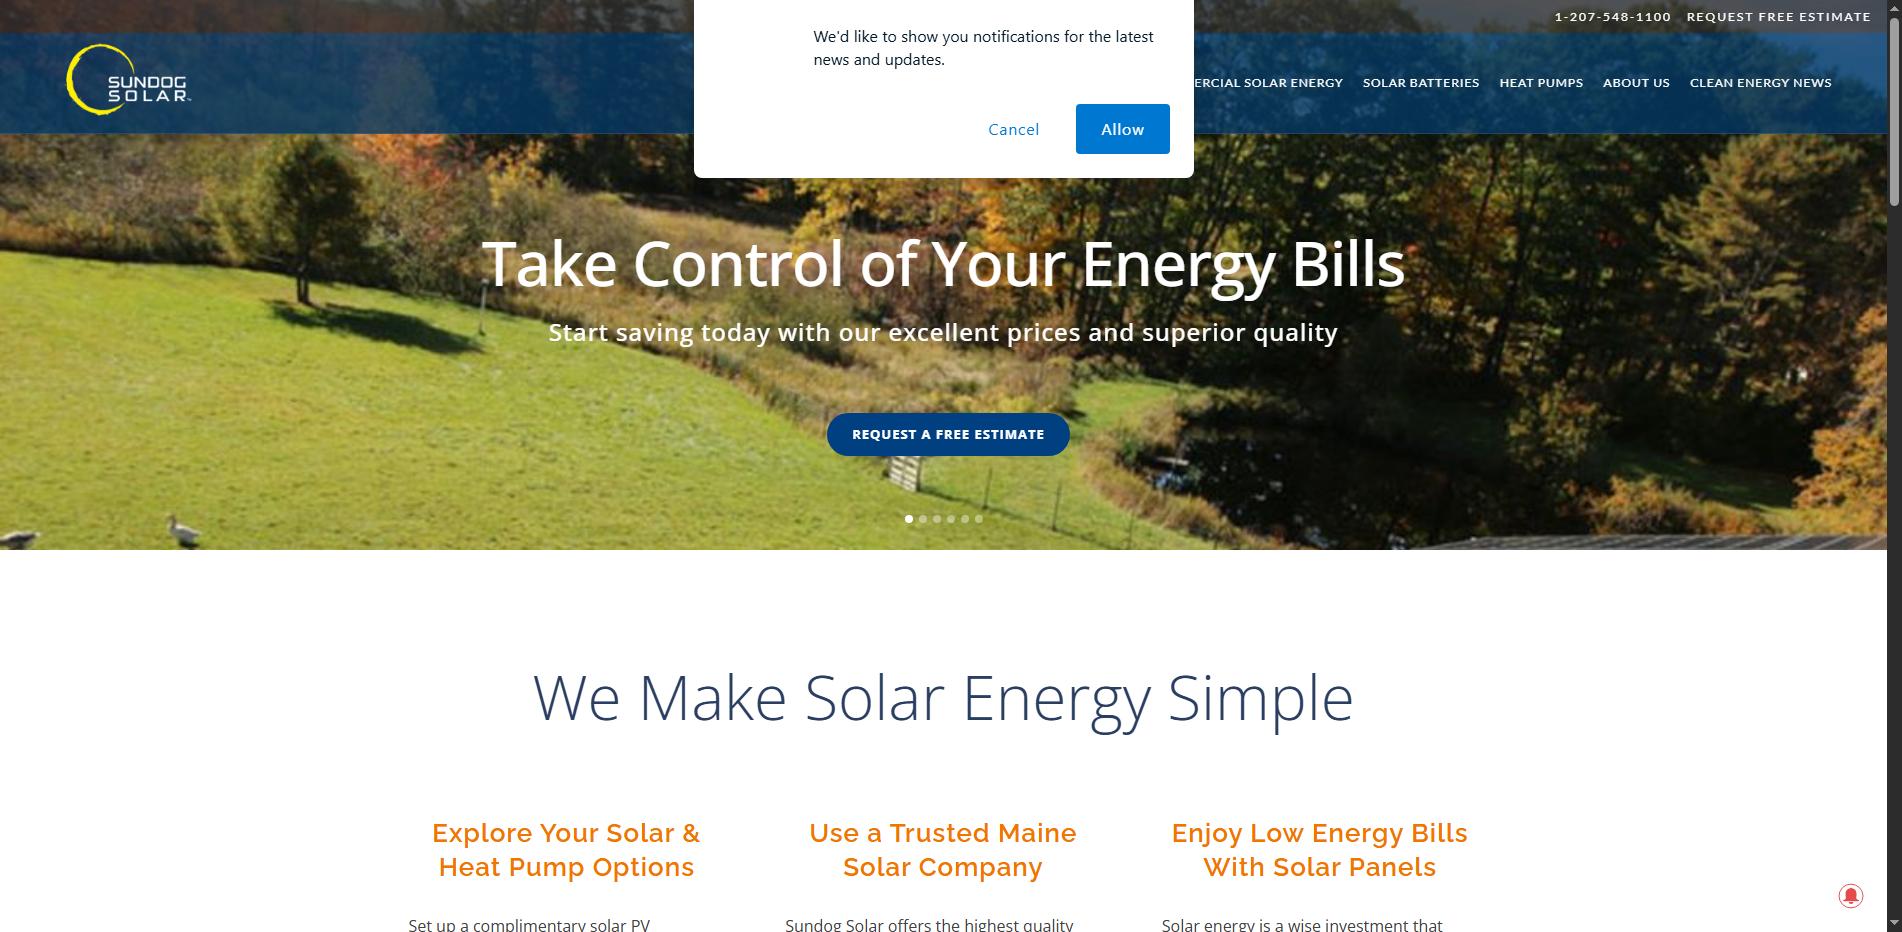 1-207-548-1100 REQUEST FREE ESTIMATE
SUNDOG
SOLAR
We'd like to show you notifications for the latest
news and updates.
Cancel
Allow
SOLAR ENERGY SOLAR BATTERIES HEAT PUMPS ABOUT US CLEAN ENERGY NEWS
Take Control of Your Energy Bills
Start saving today with our excellent prices and superior quality
REQUEST A FREE ESTIMATE
We Make Solar Energy Simple
Explore Your Solar &
Heat Pump Options
Set up a complimentary solar PV
Use a Trusted Maine
Solar Company
Sundog Solar offers the highest quality
Enjoy Low Energy Bills
With Solar Panels
Solar energy is a wise investment that